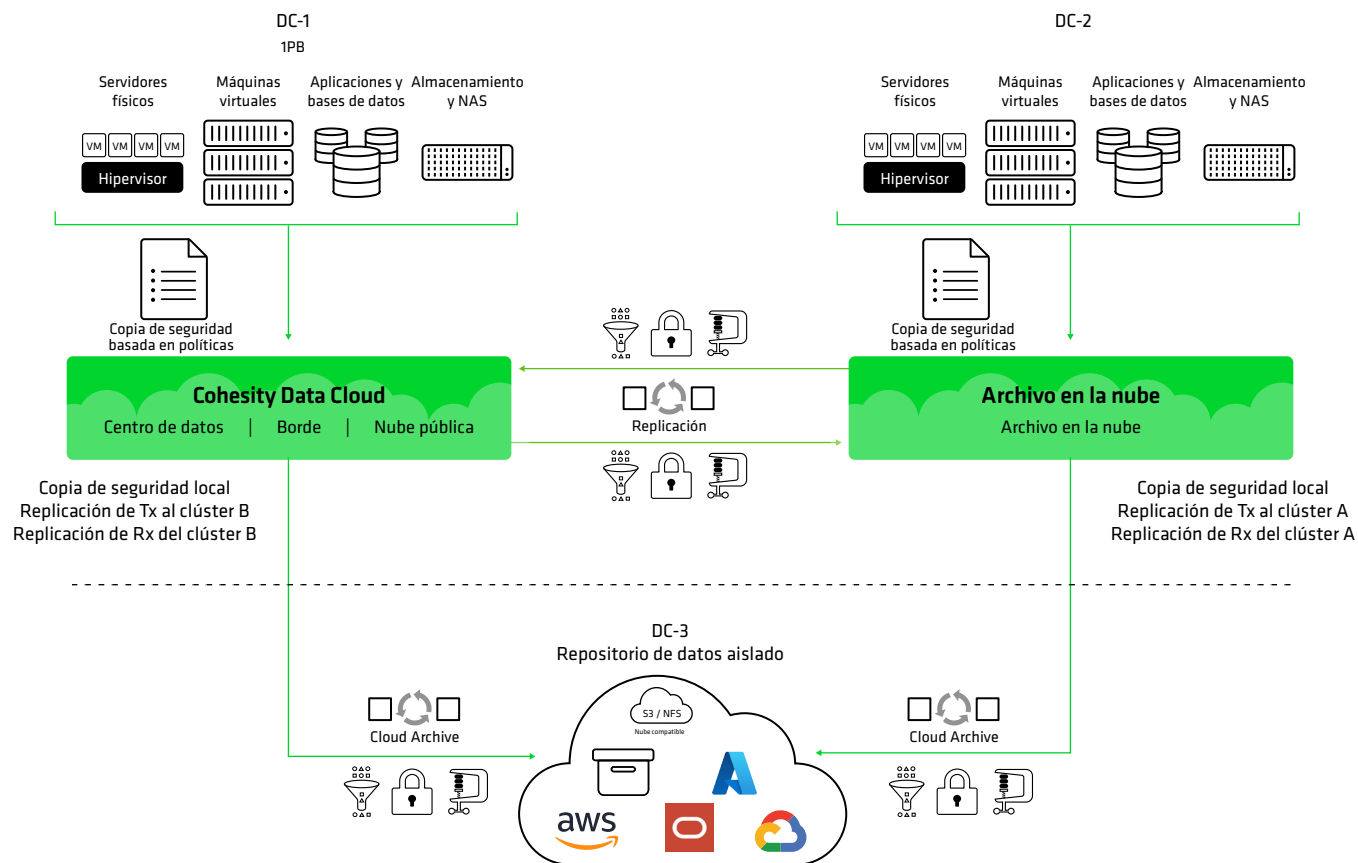 DC-1
1PB
Servidores
físicos
Máquinas
virtuales
Aplicaciones y
bases de datos
Almacenamiento
y NAS
VM VM VM VM
Hipervisor
DC-2
Servidores
físicos
Máquinas
virtuales
Aplicaciones y
bases de datos
Almacenamiento
y NAS
VM VM VM VM
Hipervisor
Copia de seguridad
basada en políticas
Copia de seguridad
basada en políticas
Cohesity Data Cloud
Centro de datos | Borde | Nube pública
Replicación
Archivo en la nube
Archivo en la nube
Copia de seguridad local
Replicación de Tx al clúster B
Replicación de Rx del clúster B
Copia de seguridad local
Replicación de Tx al clúster A
Replicación de Rx del clúster A
DC-3
Repositorio de datos aislado
S3 / NFS
Nube compatible
Cloud Archive
Cloud Archive
aws